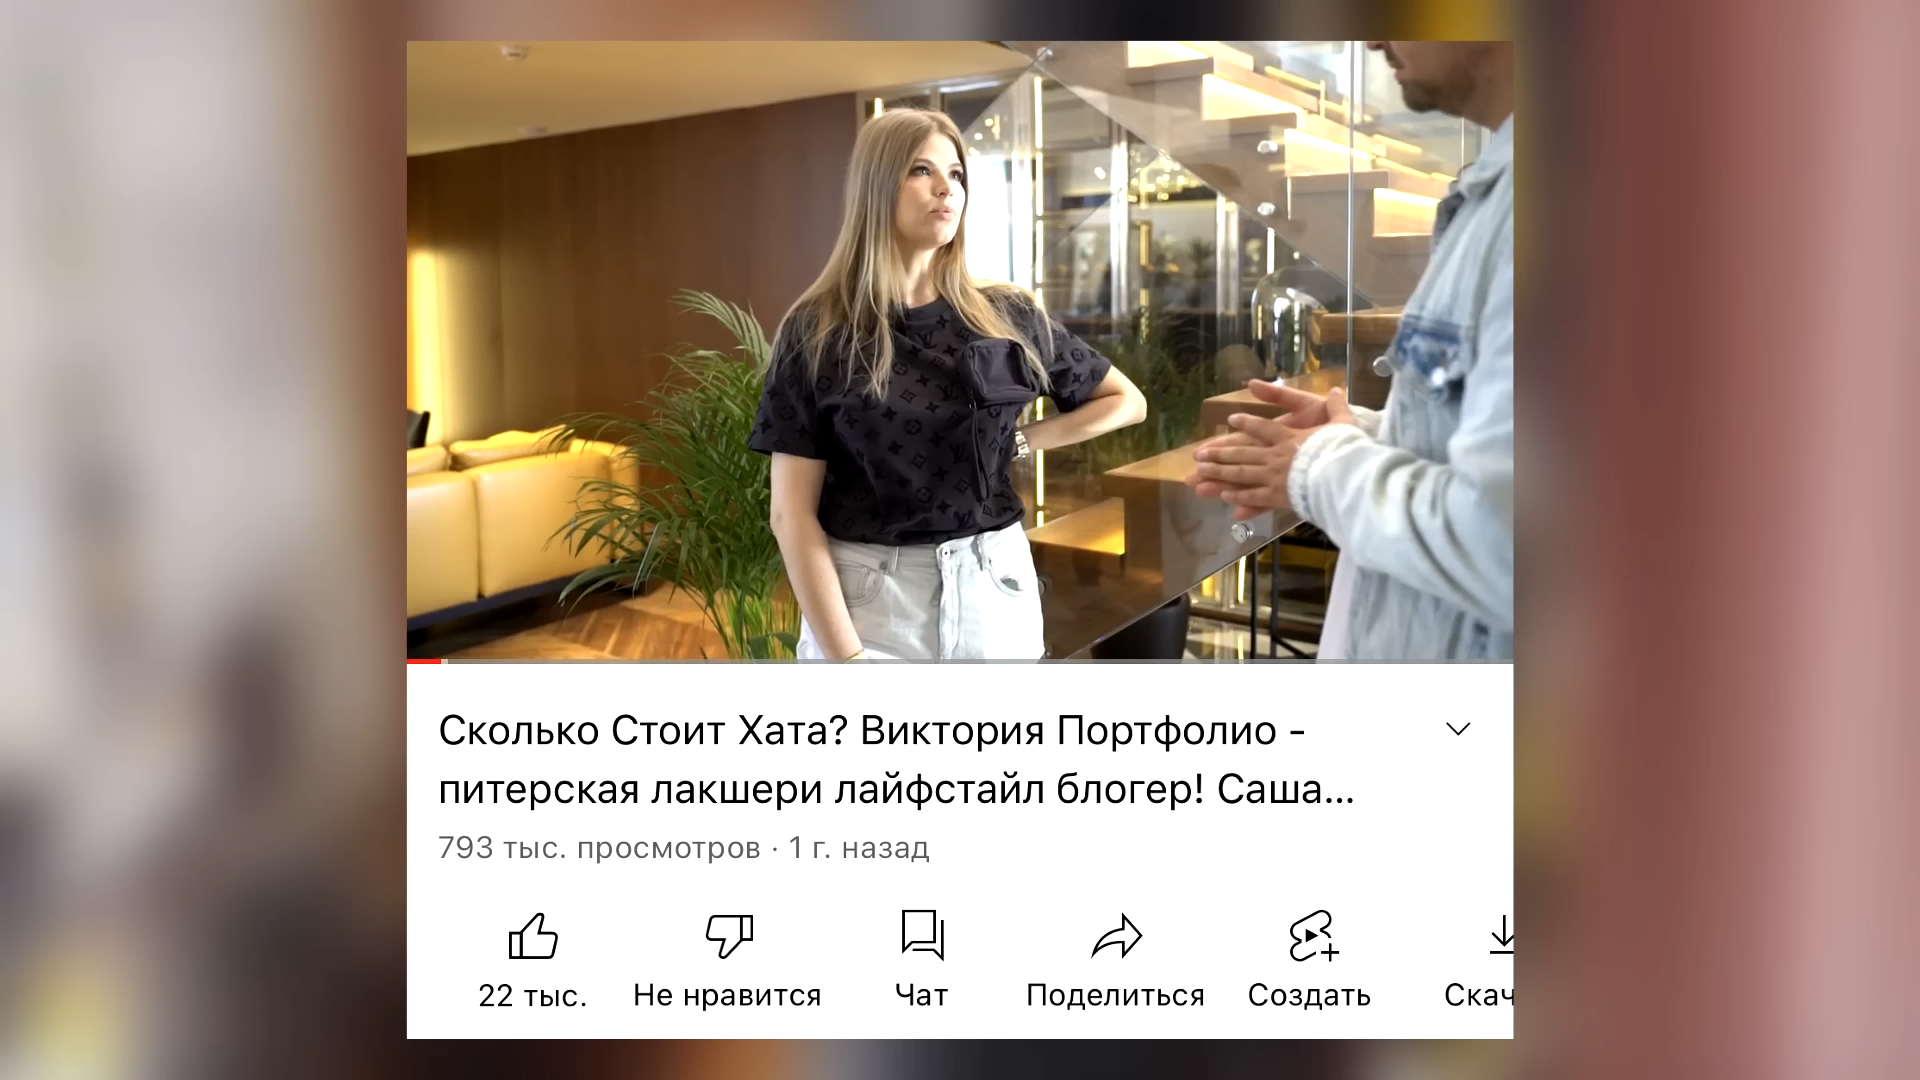 Сколько Стоит Хата? Виктория Портфолио -
питерская лакшери лайфстайл блогер! Саша...
793 тыс. просмотров · 1 г. назад
22 тыс. Не нравится Чат Поделиться Создать Скач